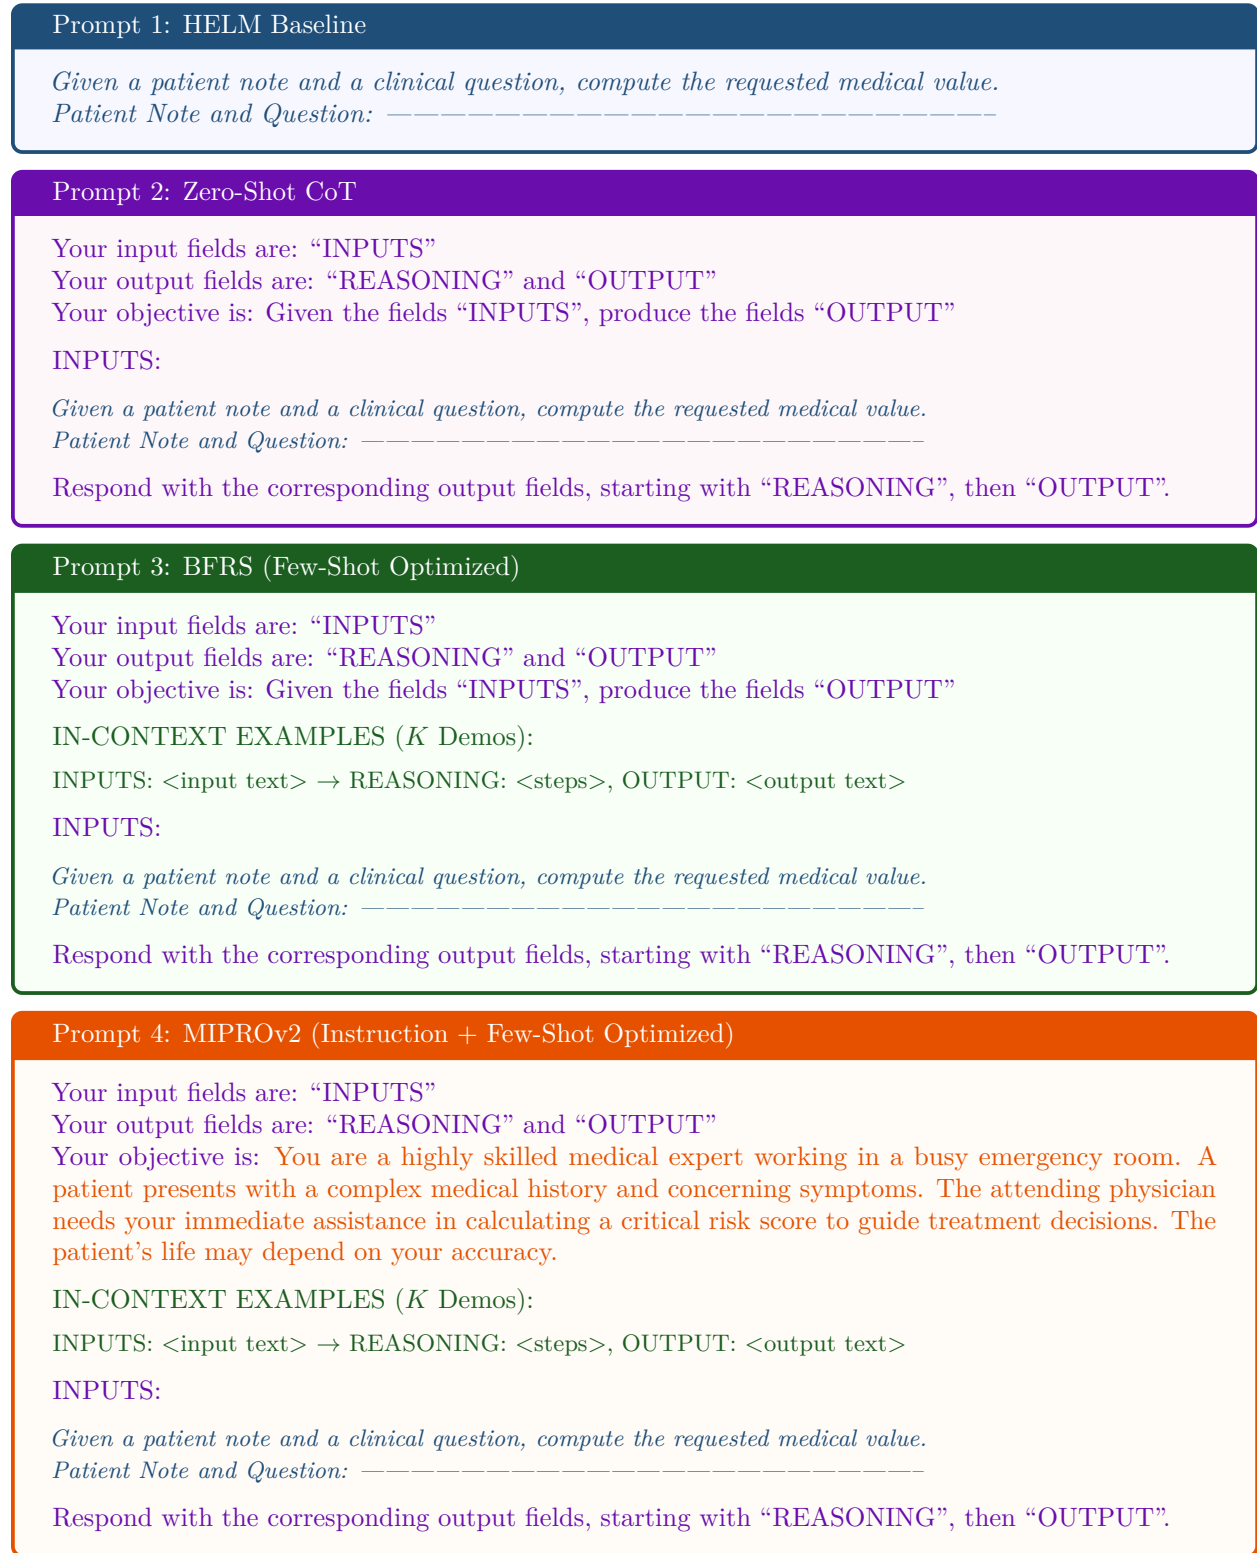 Prompt 1: HELM Baseline
Given a patient note and a clinical question, compute the requested medical value.
Patient Note and Question: ——————————————————————–
Prompt 2: Zero-Shot CoT
Your input fields are: “INPUTS”
Your output fields are: “REASONING” and “OUTPUT”
Your objective is: Given the fields “INPUTS”, produce the fields “OUTPUT”
INPUTS:
Given a patient note and a clinical question, compute the requested medical value.
Patient Note and Question: ——————————————————————–
Respond with the corresponding output fields, starting with “REASONING”, then “OUTPUT”.
Prompt 3: BFRS (Few-Shot Optimized)
Your input fields are: “INPUTS”
Your output fields are: “REASONING” and “OUTPUT”
Your objective is: Given the fields “INPUTS”, produce the fields “OUTPUT”
IN-CONTEXT EXAMPLES (K Demos):
INPUTS: <input text> → REASONING: <steps>, OUTPUT: <output text>
INPUTS:
Given a patient note and a clinical question, compute the requested medical value.
Patient Note and Question: ——————————————————————–
Respond with the corresponding output fields, starting with “REASONING”, then “OUTPUT”.
Prompt 4: MIPROv2 (Instruction + Few-Shot Optimized)
Your input fields are: “INPUTS”
Your output fields are: “REASONING” and “OUTPUT”
Your objective is: You are a highly skilled medical expert working in a busy emergency room. A
patient presents with a complex medical history and concerning symptoms. The attending physician
needs your immediate assistance in calculating a critical risk score to guide treatment decisions. The
patient’s life may depend on your accuracy.
IN-CONTEXT EXAMPLES (K Demos):
INPUTS: <input text> → REASONING: <steps>, OUTPUT: <output text>
INPUTS:
Given a patient note and a clinical question, compute the requested medical value.
Patient Note and Question: ——————————————————————–
Respond with the corresponding output fields, starting with “REASONING”, then “OUTPUT”.